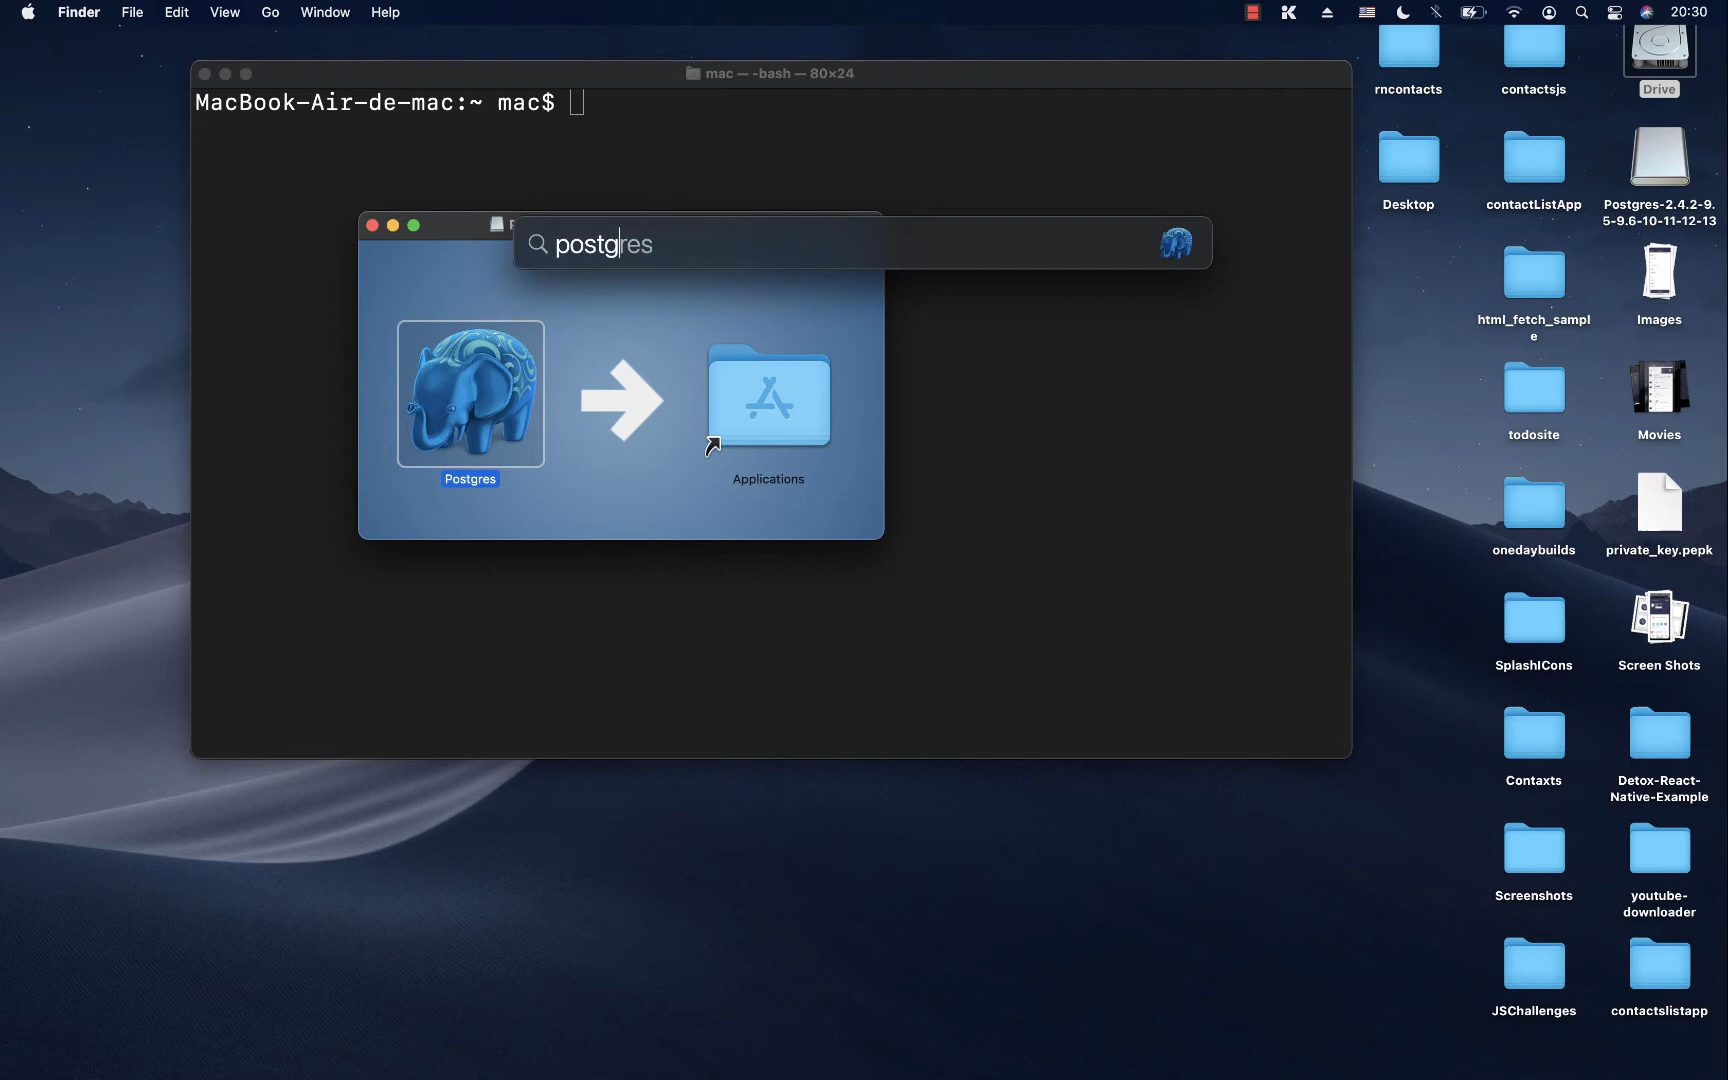 Finder File Edit View Go Window Help
20:30
mac — -bash — 80×24
MacBook-Air-de-mac:~ mac$
postgres
Postgres
Applications
rncontacts
contactsjs
Drive
Desktop
contactListApp
Postgres-2.4.2-9.
5-9.6-10-11-12-13
html_fetch_sampl
e
Images
todosite
Movies
onedaybuilds
private_key.pepk
SplashICons
Screen Shots
Contaxts
Detox-React-
Native-Example
Screenshots
youtube-
downloader
JSChallenges
contactslistapp